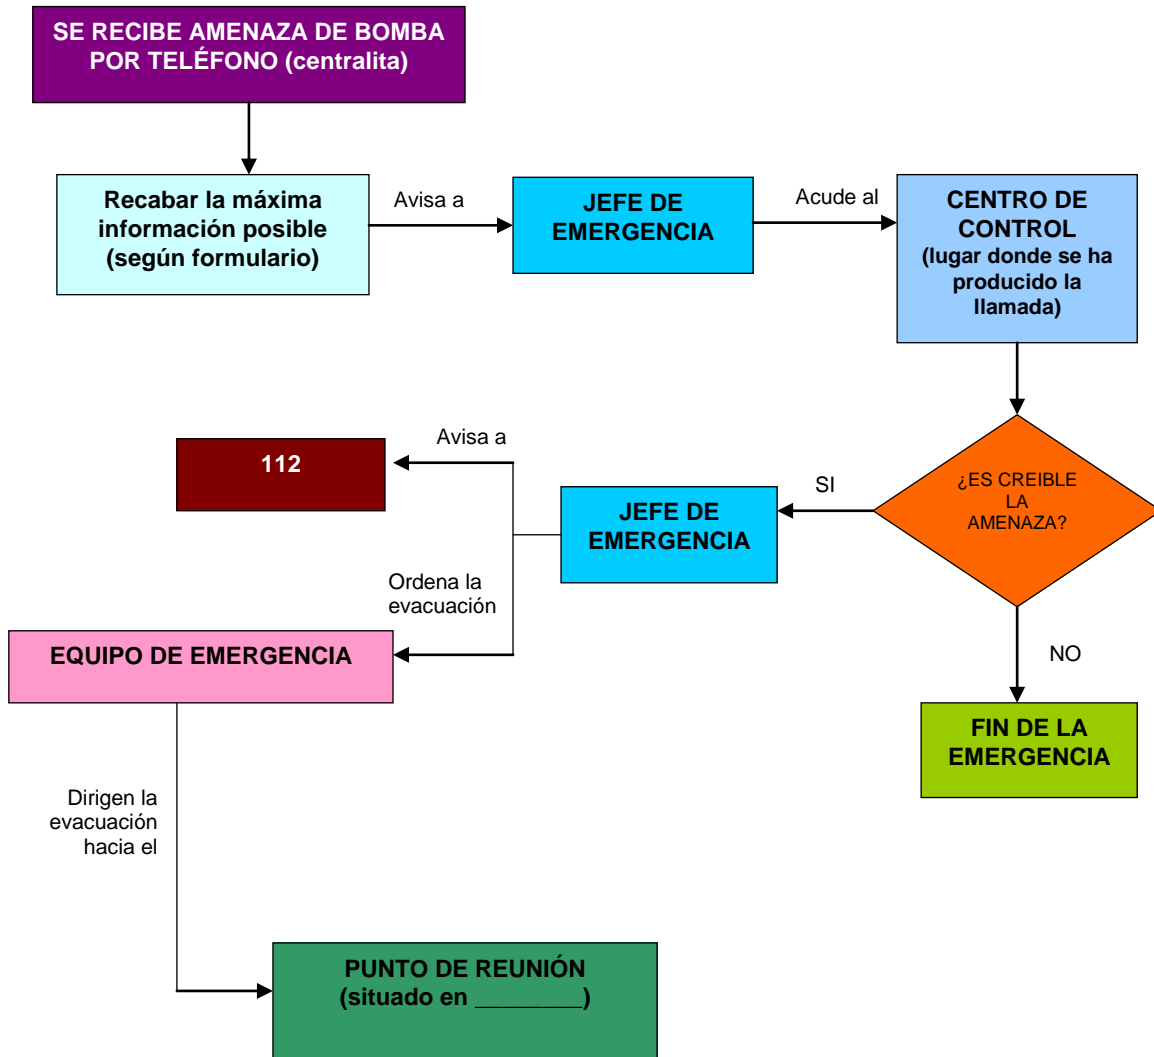 SE RECIBE AMENAZA DE BOMBA
POR TELÉFONO (centralita)
Recabar la máxima
información posible
(según formulario)
Avisa a
JEFE DE
EMERGENCIA
Acude al
CENTRO DE
CONTROL
(lugar donde se ha
producido la
llamada)
¿ES CREIBLE
LA
AMENAZA?
SI
JEFE DE
EMERGENCIA
Avisa a
112
Ordena la
evacuación
EQUIPO DE EMERGENCIA
NO
FIN DE LA
EMERGENCIA
Dirigen la
evacuación
hacia el
PUNTO DE REUNIÓN
(situado en ________)